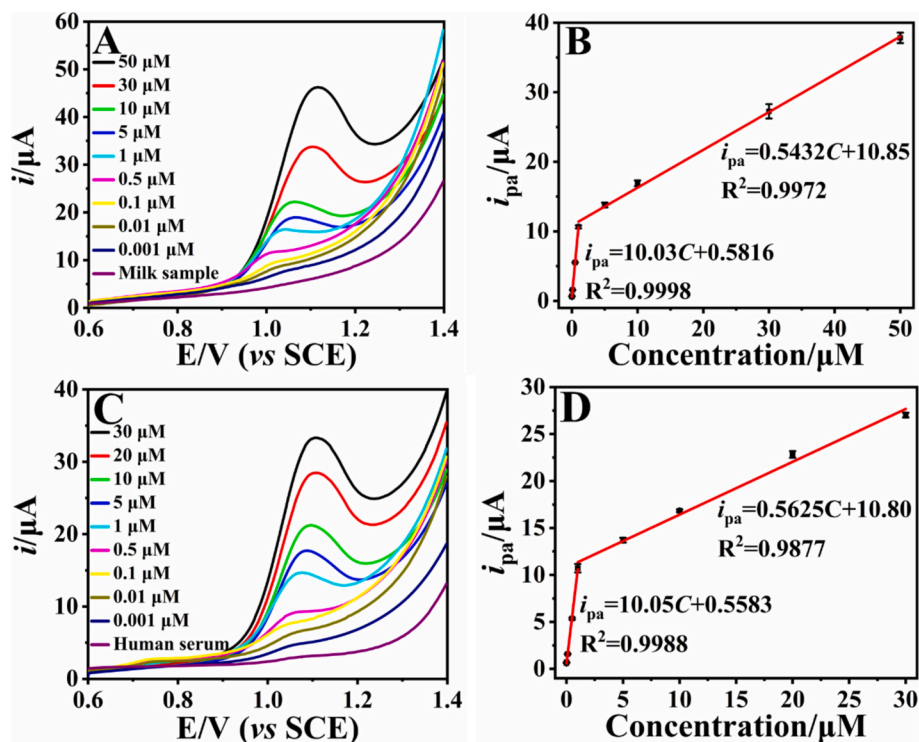 A
i/μA
60
50
40
30
20
10
0
50 μM
30 μM
10 μM
5 μM
1 μM
0.5 μM
0.1 μM
0.01 μM
0.001 μM
Milk sample
0.6 0.8 1.0 1.2 1.4
E/V (vs SCE)
B
i_pa/μA
40
30
20
10
0
i_pa=0.5432C+10.85
R²=0.9972
i_pa=10.03C+0.5816
R²=0.9998
0 10 20 30 40 50
Concentration/μM
C
i/μA
40
30
20
10
0
30 μM
20 μM
10 μM
5 μM
1 μM
0.5 μM
0.1 μM
0.01 μM
0.001 μM
Human serum
0.6 0.8 1.0 1.2 1.4
E/V (vs SCE)
D
i_pa/μA
30
25
20
15
10
5
0
i_pa=0.5625C+10.80
R²=0.9877
i_pa=10.05C+0.5583
R²=0.9988
0 5 10 15 20 25 30
Concentration/μM